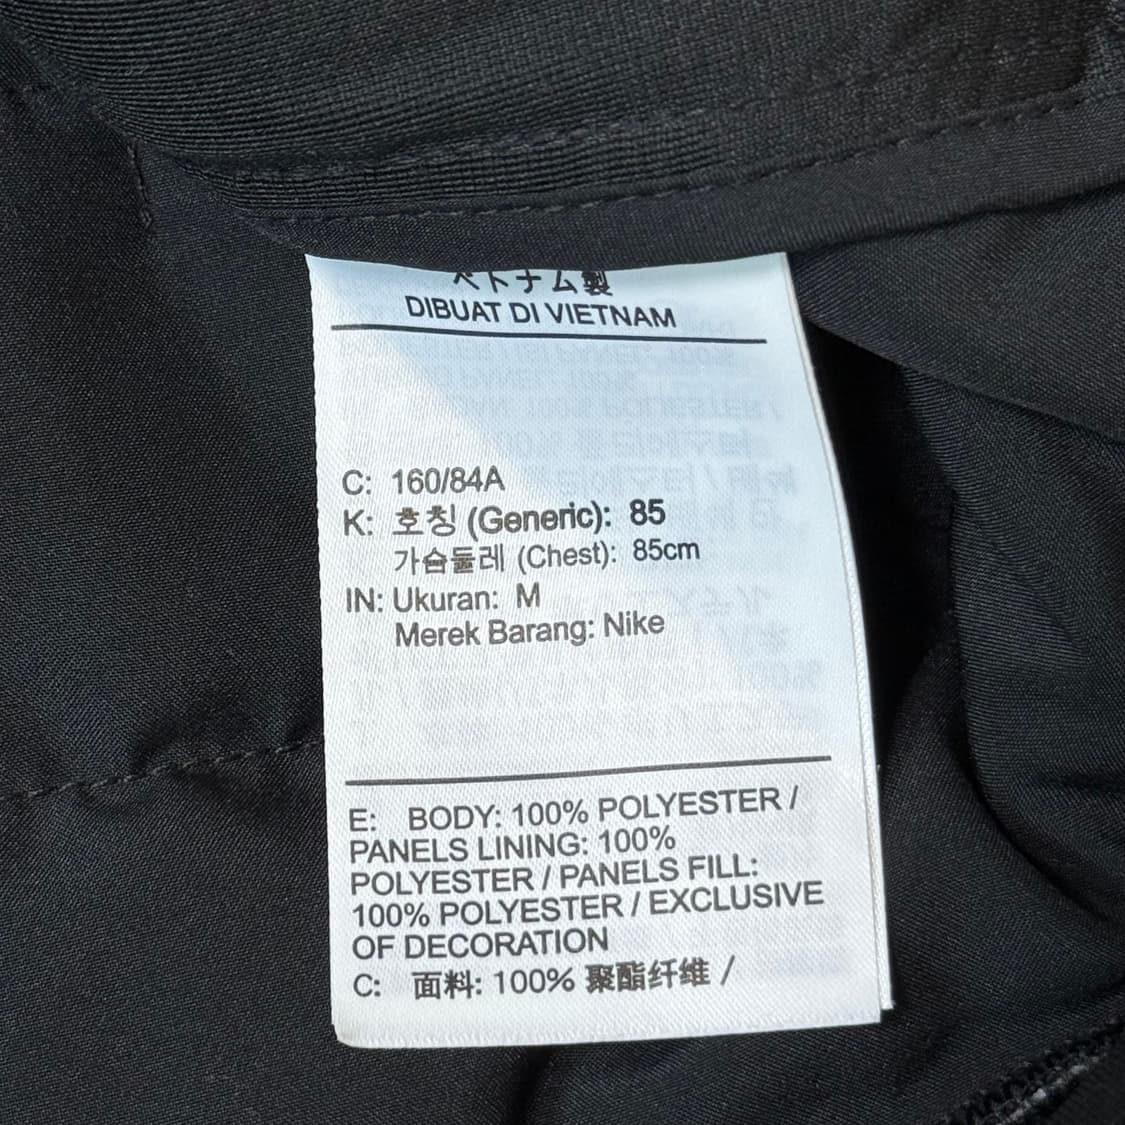 ベトナム製
DIBUAT DI VIETNAM
C: 160/84A
K: 호칭 (Generic): 85
가슴둘레 (Chest): 85cm
IN: Ukuran: M
Merek Barang: Nike
E: BODY: 100% POLYESTER /
PANELS LINING: 100%
POLYESTER / PANELS FILL:
100% POLYESTER / EXCLUSIVE
OF DECORATION
C: 面料: 100% 聚酯纤维 /